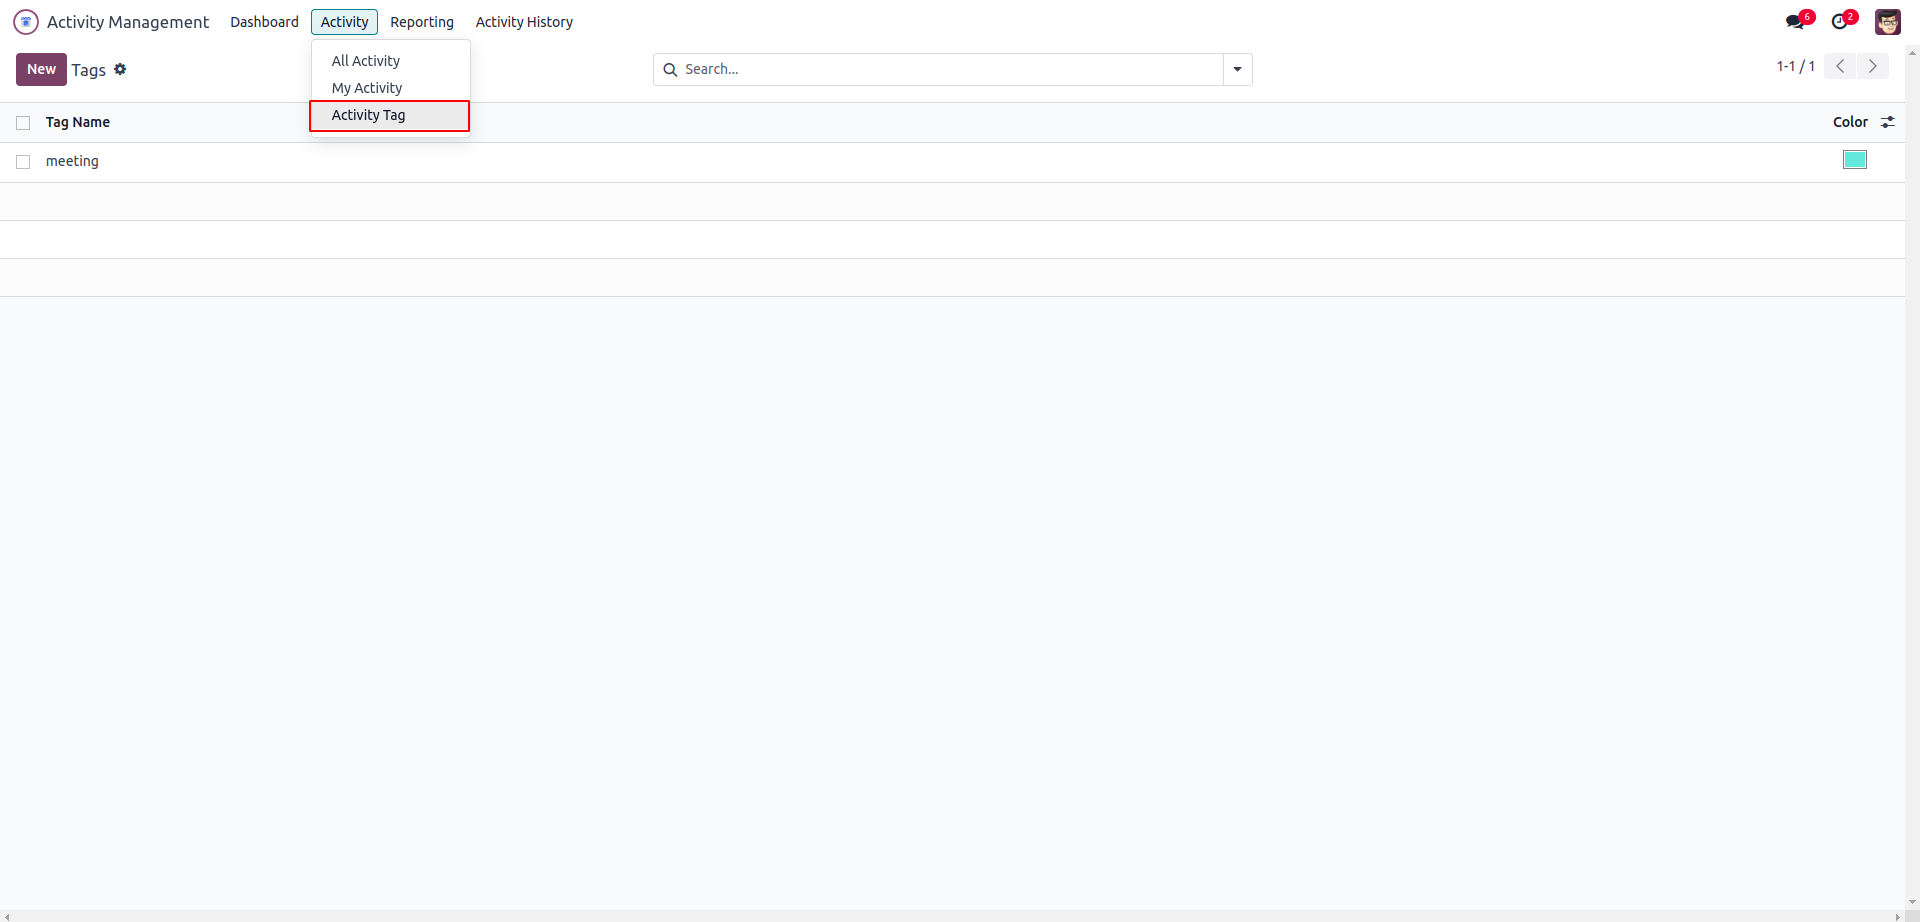 Activity Management Dashboard Activity Reporting Activity History 6 2
All Activity
My Activity
Activity Tag
New Tags Search... 1-1 / 1
Tag Name Color
meeting